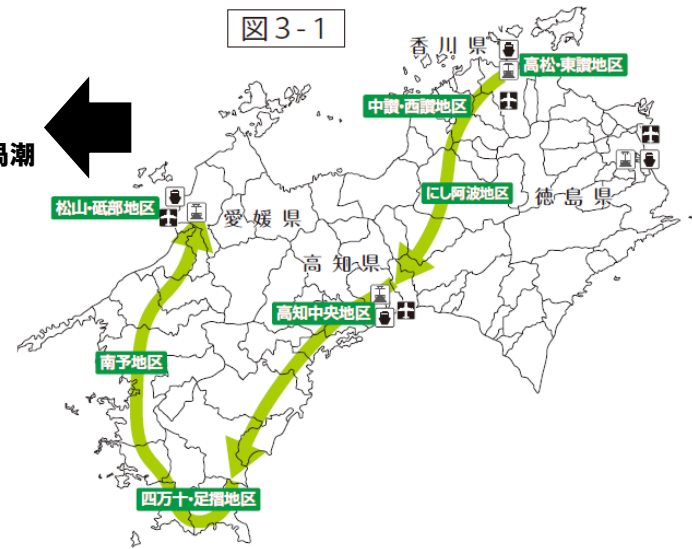 図3-1
香川県
高松・東讃地区
中讃・西讃地区
渦潮
にし阿波地区
徳島県
松山・砥部地区
愛媛県
高知県
高知中央地区
南予地区
四万十・足摺地区